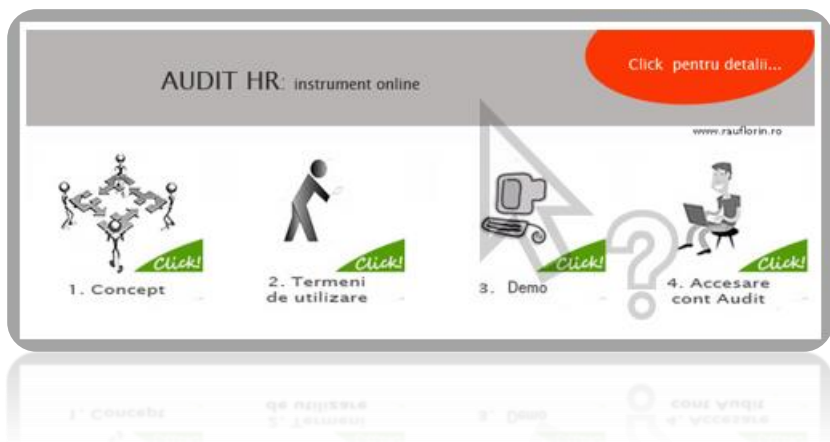 AUDIT HR: instrument online
Click pentru detalii...
www.rauflorin.ro
Click!
Click!
Click!
Click!
1. Concept
2. Termeni
de utilizare
3. Demo
4. Accesare
cont Audit